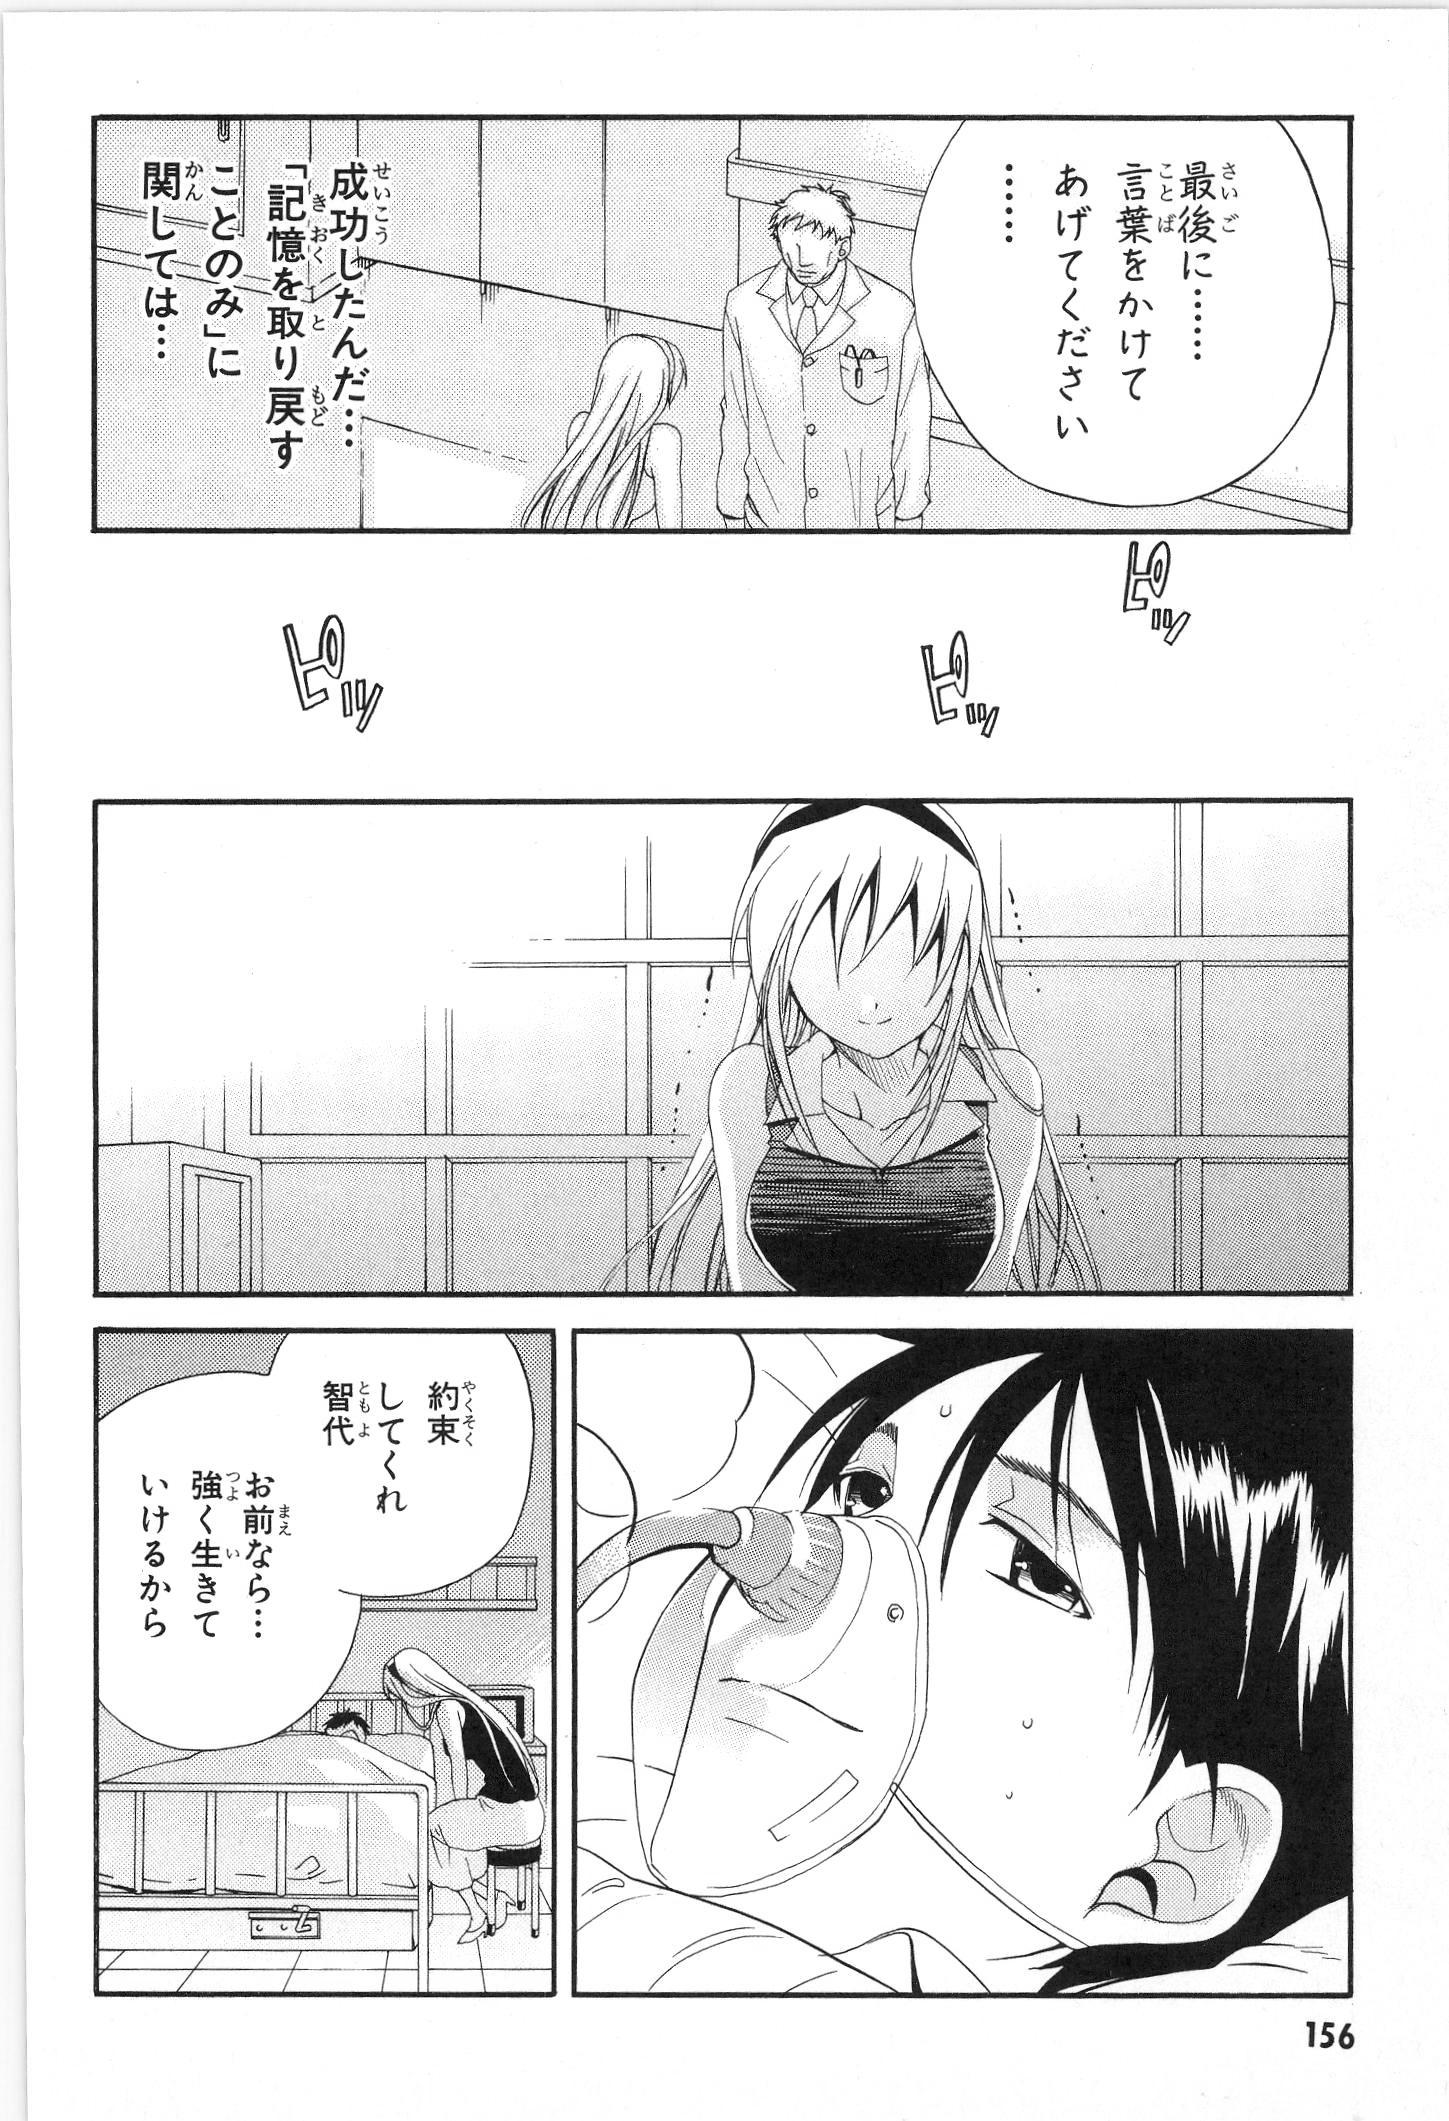 最後に……
言葉をかけて
あげてください
……
成功したんだ…
「記憶を取り戻す
ことのみ」に
関しては…
ピッ
ピッ
ピッ
約束
してくれ
智代
お前なら…
強く生きて
いけるから
156